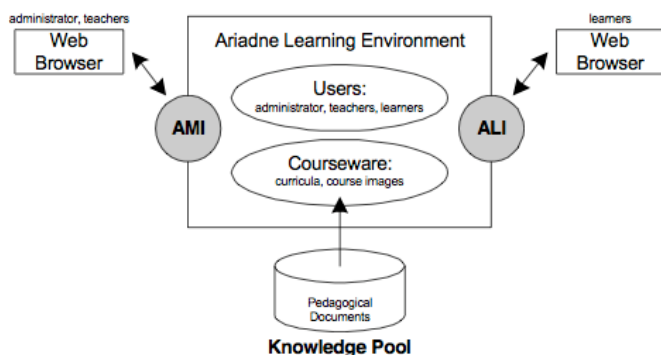 administrator, teachers
Web
Browser
Ariadne Learning Environment
learners
Web
Browser
Users:
administrator, teachers, learners
AMI
ALI
Courseware:
curricula, course images
Pedagogical
Documents
Knowledge Pool